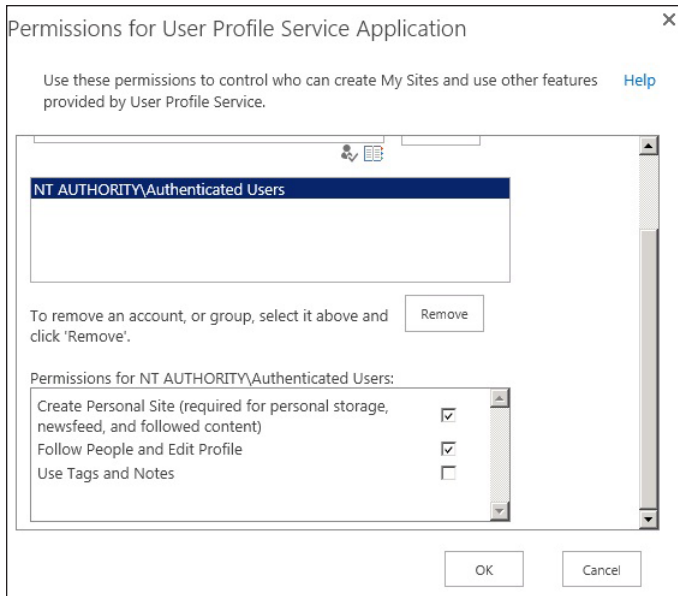 Permissions for User Profile Service Application
Use these permissions to control who can create My Sites and use other features
provided by User Profile Service.
Help
NT AUTHORITY\Authenticated Users
To remove an account, or group, select it above and
click 'Remove'.
Remove
Permissions for NT AUTHORITY\Authenticated Users:
Create Personal Site (required for personal storage,
newsfeed, and followed content)
Follow People and Edit Profile
Use Tags and Notes
OK
Cancel